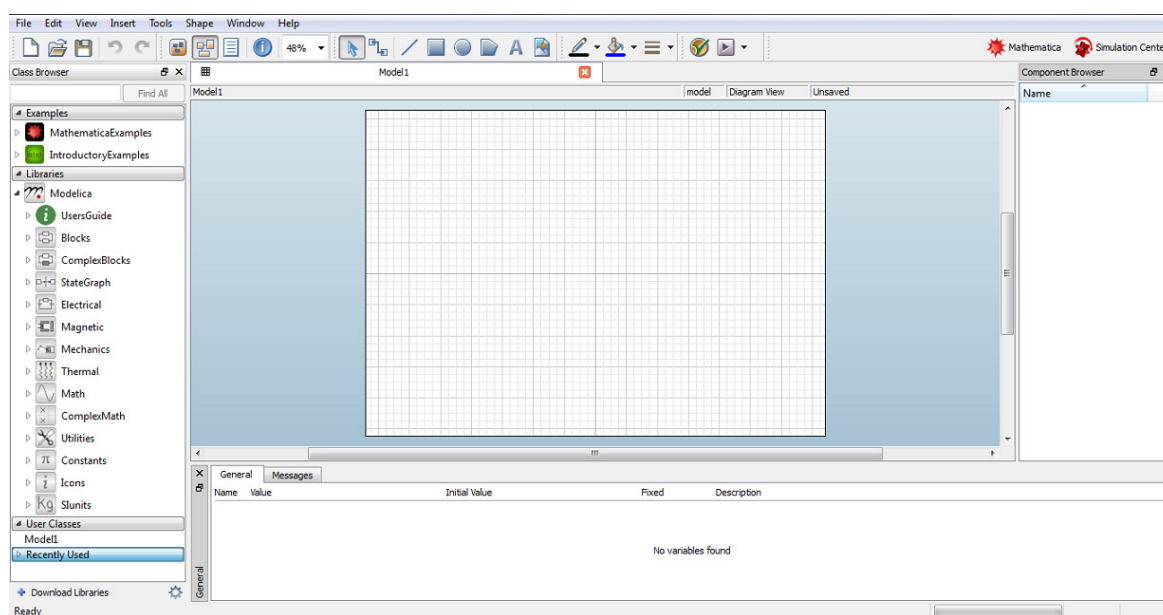 File Edit View Insert Tools Shape Window Help
48% A Mathematica Simulation Cente
Class Browser Model1 Component Browser
Find All Model1 model Diagram View Unsaved Name
Examples
MathematicaExamples
IntroductoryExamples
Libraries
Modelica
UsersGuide
Blocks
ComplexBlocks
StateGraph
Electrical
Magnetic
Mechanics
Thermal
Math
ComplexMath
Utilities
π Constants
i Icons
Kg SIunits
User Classes
Model1
Recently Used
Download Libraries
Ready
General Messages
Name Value Initial Value Fixed Description
No variables found
General